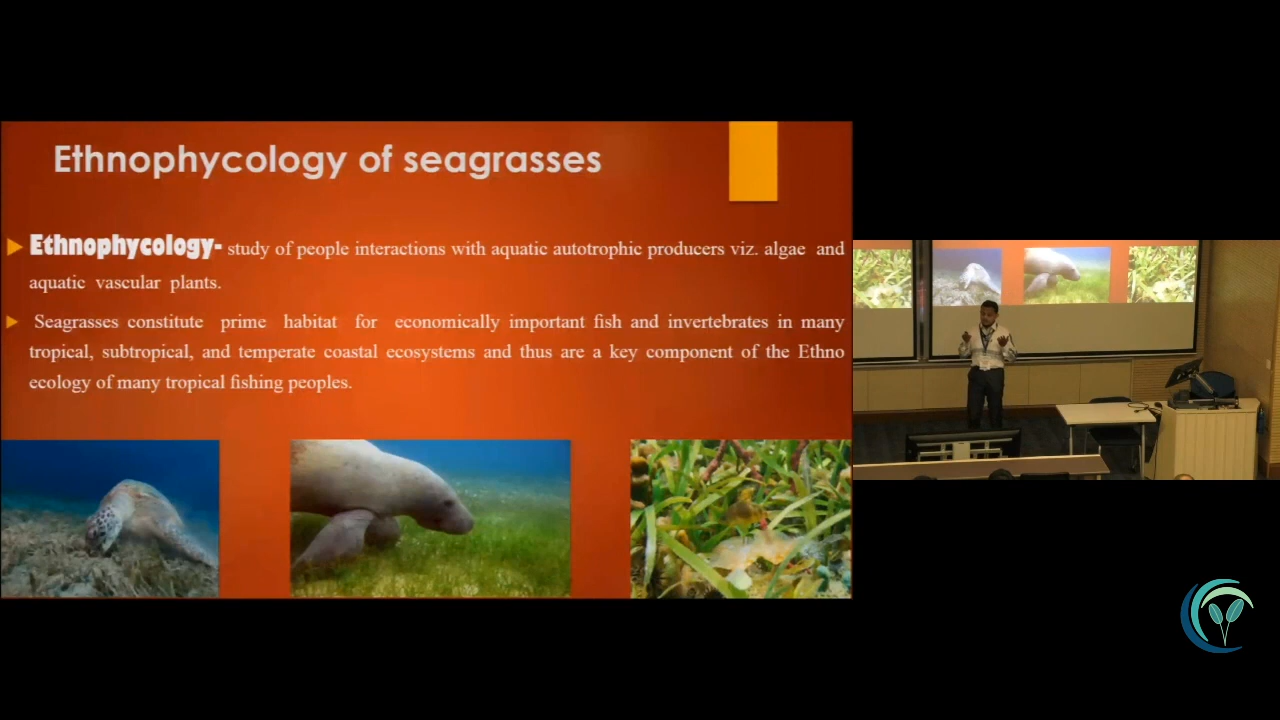 Ethnophycology of seagrasses
Ethnophycology- study of people interactions with aquatic autotrophic producers viz. algae and
aquatic vascular plants.
Seagrasses constitute prime habitat for economically important fish and invertebrates in many
tropical, subtropical, and temperate coastal ecosystems and thus are a key component of the Ethno
ecology of many tropical fishing peoples.